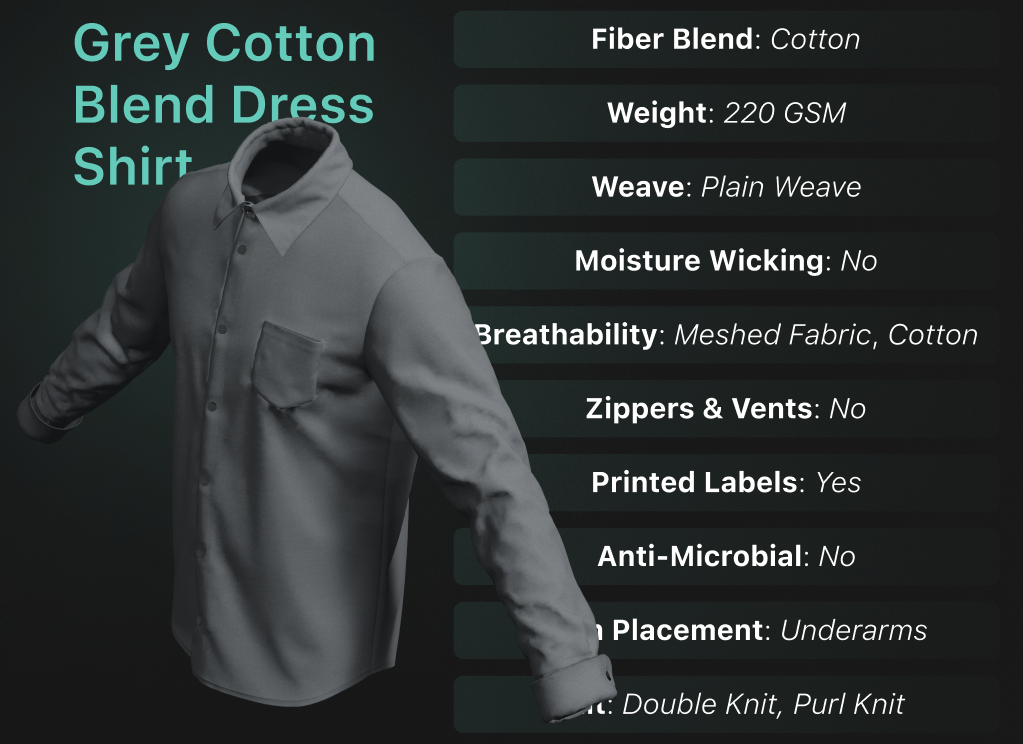 Grey Cotton
Blend Dress
Shirt
Fiber Blend: Cotton
Weight: 220 GSM
Weave: Plain Weave
Moisture Wicking: No
Breathability: Meshed Fabric, Cotton
Zippers & Vents: No
Printed Labels: Yes
Anti-Microbial: No
Placement: Underarms
: Double Knit, Purl Knit